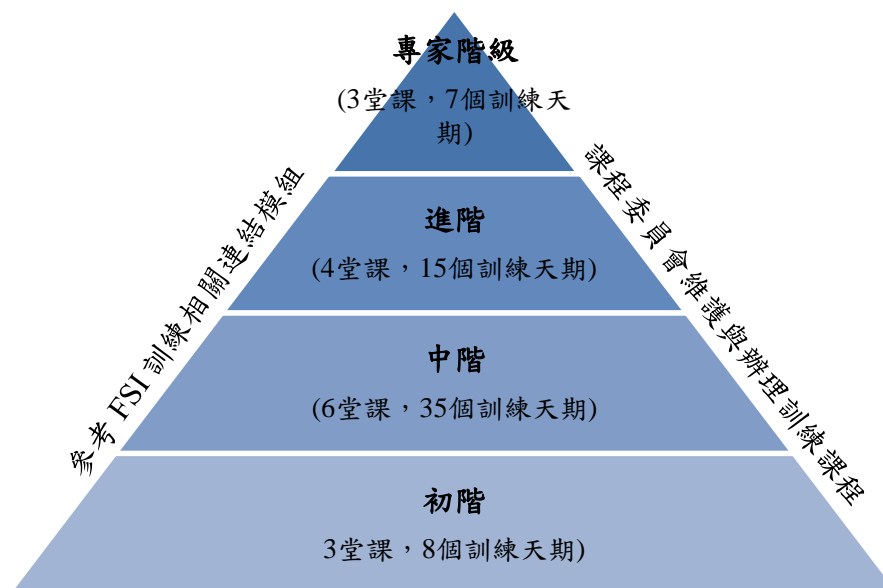 專家階級
(3堂課，7個訓練天
期)
進階
(4堂課，15個訓練天期)
中階
(6堂課，35個訓練天期)
初階
3堂課，8個訓練天期)
參考 FSI 訓練相關連結模組
課程委員會維護與辦理訓練課程